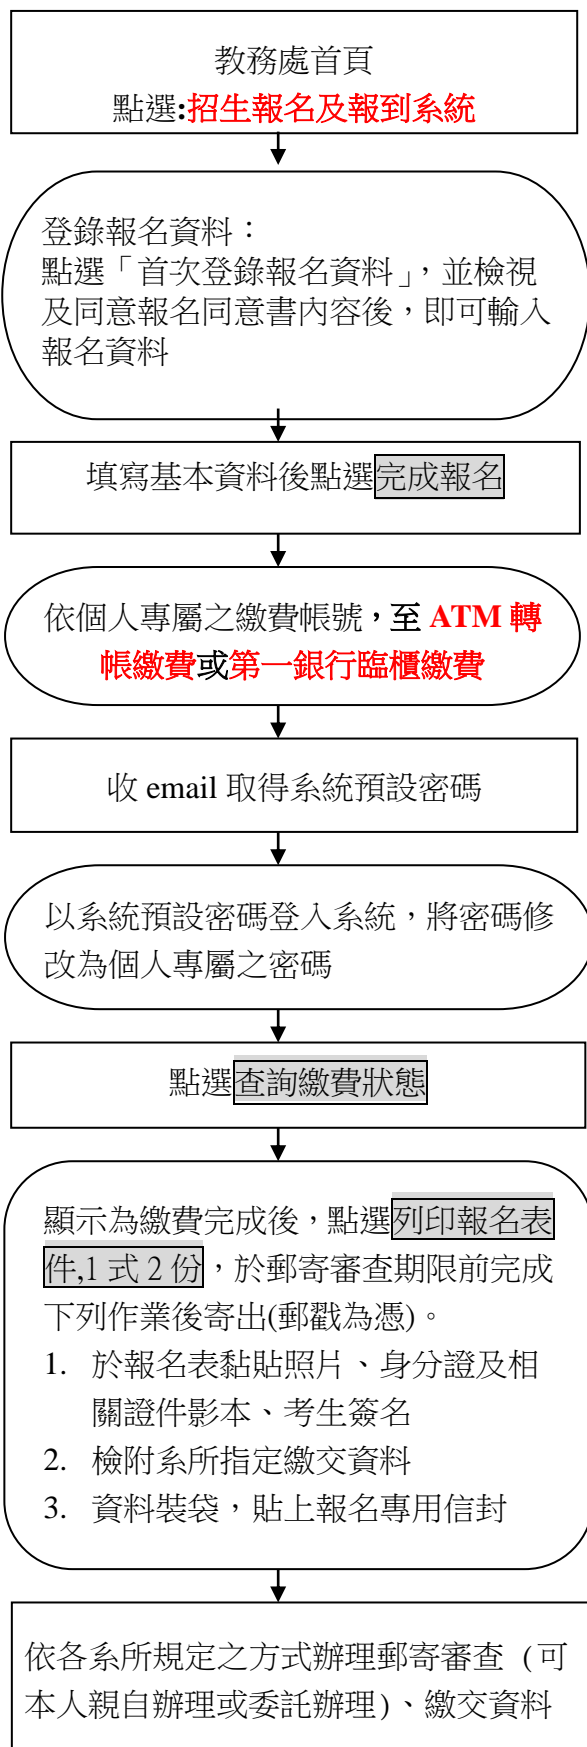 教務處首頁
點選:招生報名及報到系統
登錄報名資料：
點選「首次登錄報名資料」，並檢視
及同意報名同意書內容後，即可輸入
報名資料
填寫基本資料後點選完成報名
依個人專屬之繳費帳號，至 ATM 轉
帳繳費或第一銀行臨櫃繳費
收 email 取得系統預設密碼
以系統預設密碼登入系統，將密碼修
改為個人專屬之密碼
點選查詢繳費狀態
顯示為繳費完成後，點選列印報名表
件,1 式 2 份，於郵寄審查期限前完成
下列作業後寄出(郵戳為憑)。
1. 於報名表黏貼照片、身分證及相
關證件影本、考生簽名
2. 檢附系所指定繳交資料
3. 資料裝袋，貼上報名專用信封
依各系所規定之方式辦理郵寄審查 (可
本人親自辦理或委託辦理)、繳交資料